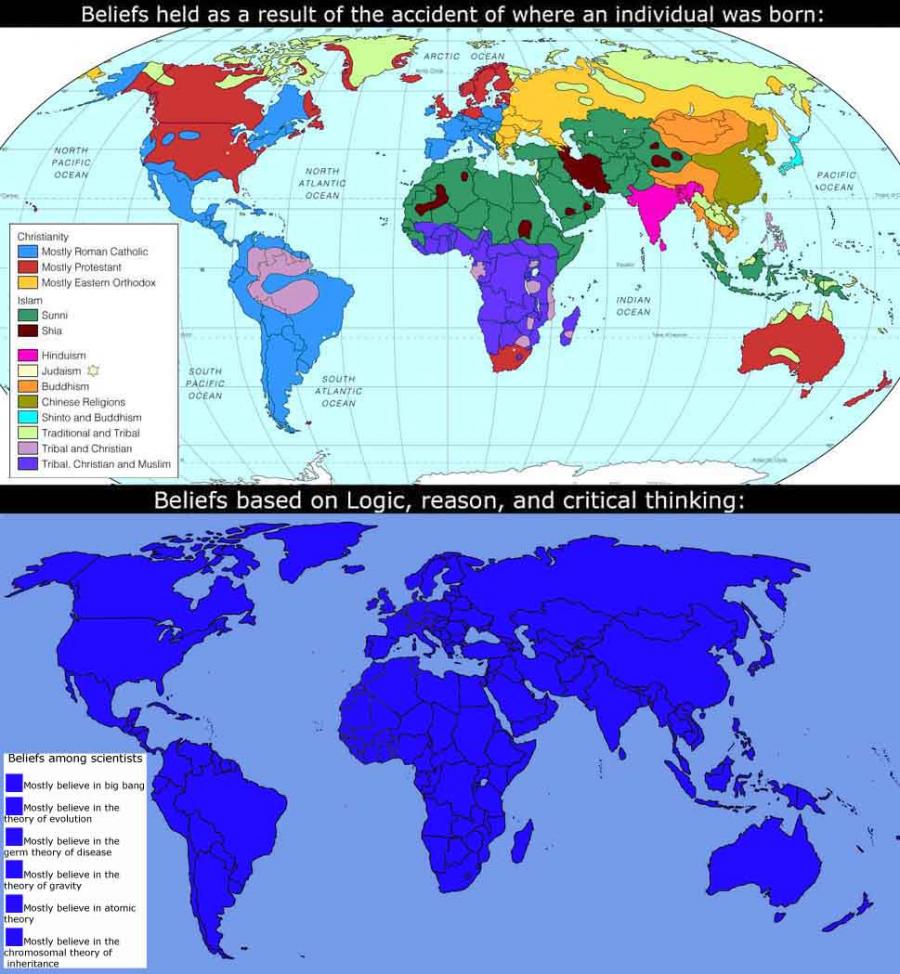 Beliefs held as a result of the accident of where an individual was born:
ARCTIC OCEAN
Arctic Circle
NORTH
PACIFIC
OCEAN
NORTH
ATLANTIC
OCEAN
PACIFIC
OCEAN
Christianity
Mostly Roman Catholic
Mostly Protestant
Mostly Eastern Orthodox
Islam
Sunni
Shia
Hinduism
Judaism
Buddhism
Chinese Religions
Shinto and Buddhism
Traditional and Tribal
Tribal and Christian
Tribal, Christian and Muslim
Equator
INDIAN
OCEAN
SOUTH
PACIFIC
OCEAN
SOUTH
ATLANTIC
OCEAN
Beliefs based on Logic, reason, and critical thinking:
Beliefs among scientists
Mostly believe in big bang
Mostly believe in the
theory of evolution
Mostly believe in the
germ theory of disease
Mostly believe in the
theory of gravity
Mostly believe in atomic
theory
Mostly believe in the
chromosomal theory of
inheritance